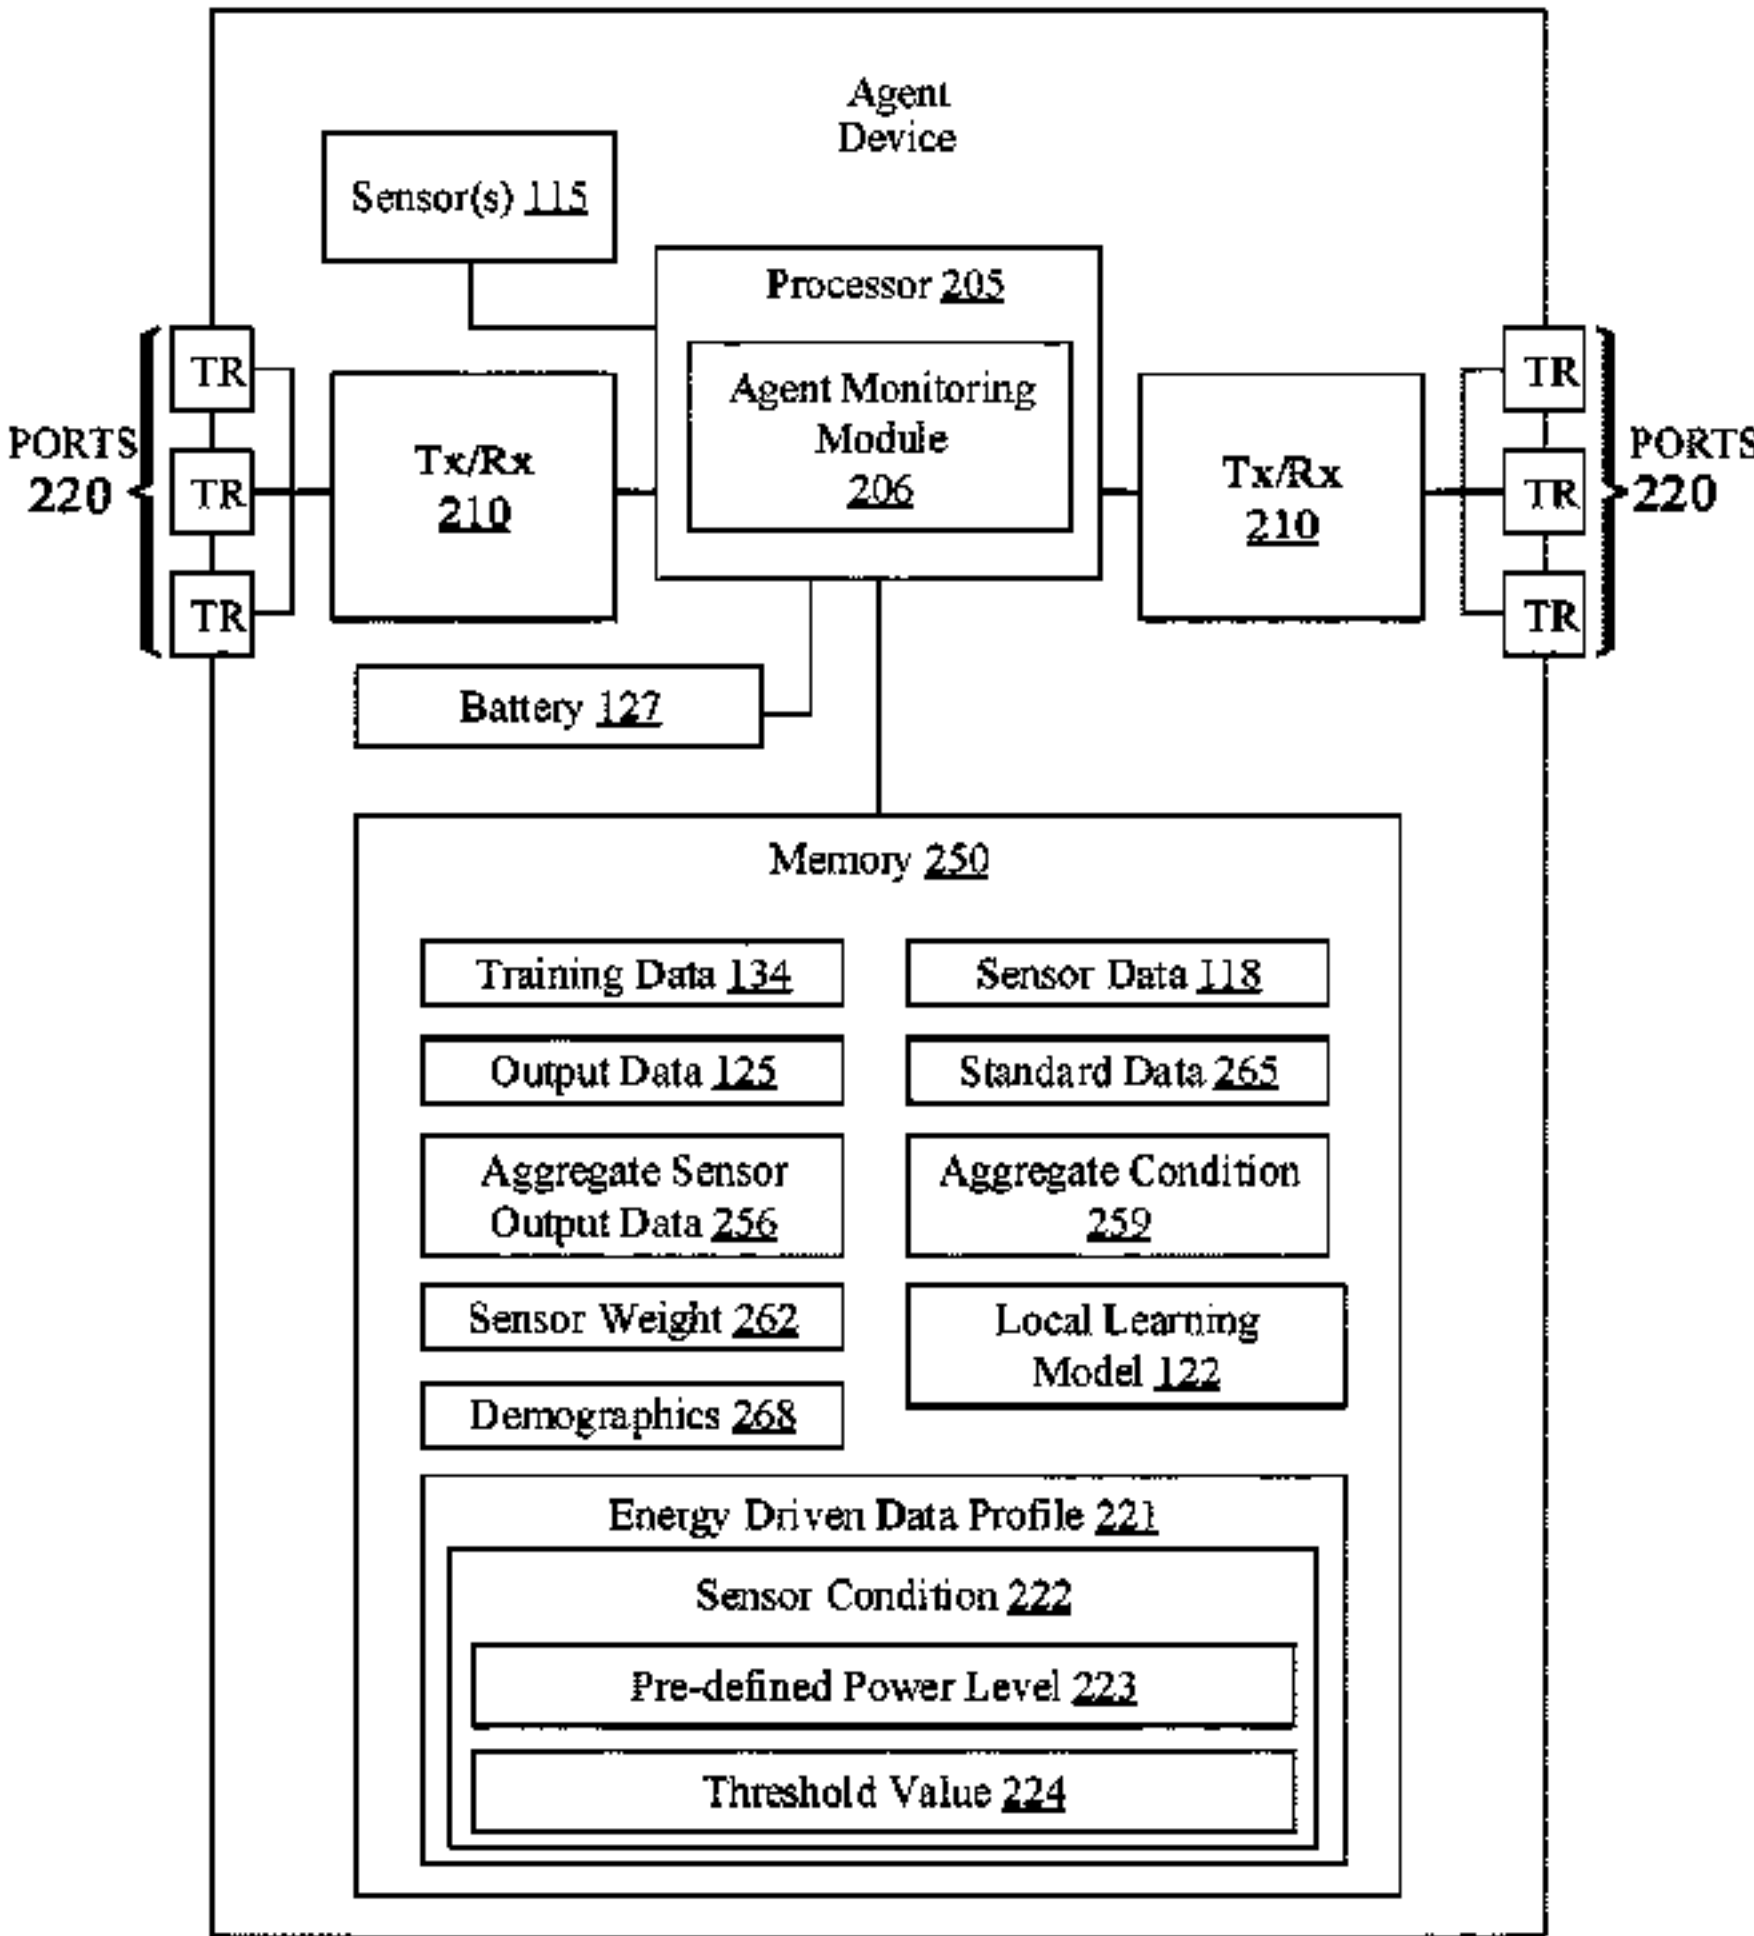 Agent
Device
Sensor(s) 115
Processor 205
Agent Monitoring
Module
206
TR
TR
TR
PORTS
220
Tx/Rx
210
Tx/Rx
210
TR
TR
TR
PORTS
220
Battery 127
Memory 250
Training Data 134
Sensor Data 118
Output Data 125
Standard Data 265
Aggregate Sensor
Output Data 256
Aggregate Condition
259
Sensor Weight 262
Local Learning
Model 122
Demographics 268
Energy Driven Data Profile 221
Sensor Condition 222
Pre-defined Power Level 223
Threshold Value 224